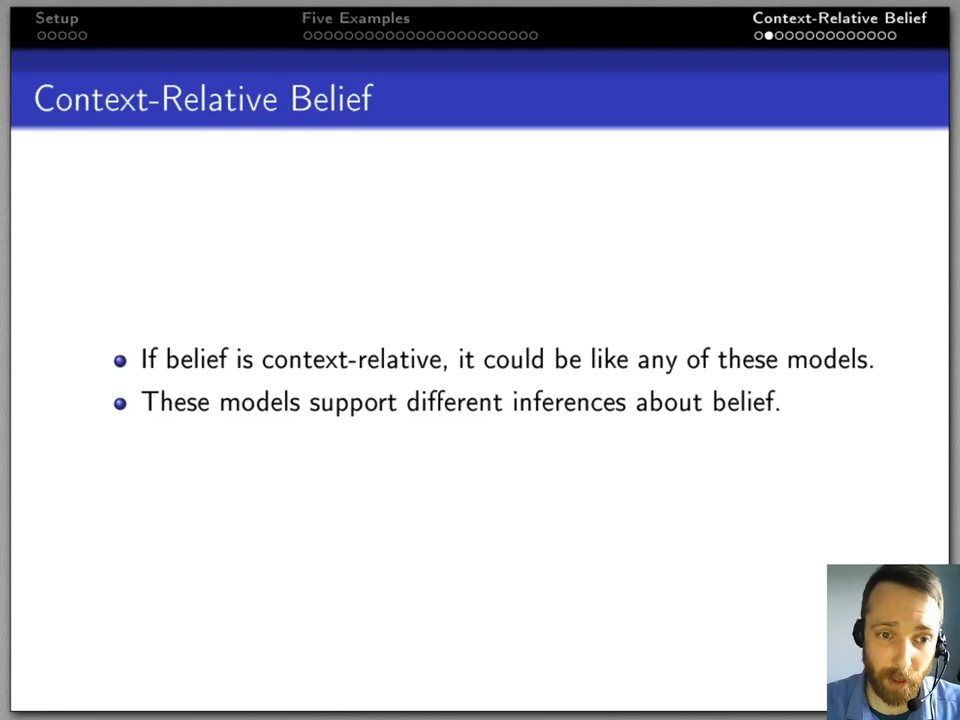 Setup
Five Examples
Context-Relative Belief
Context-Relative Belief
If belief is context-relative, it could be like any of these models.
These models support different inferences about belief.